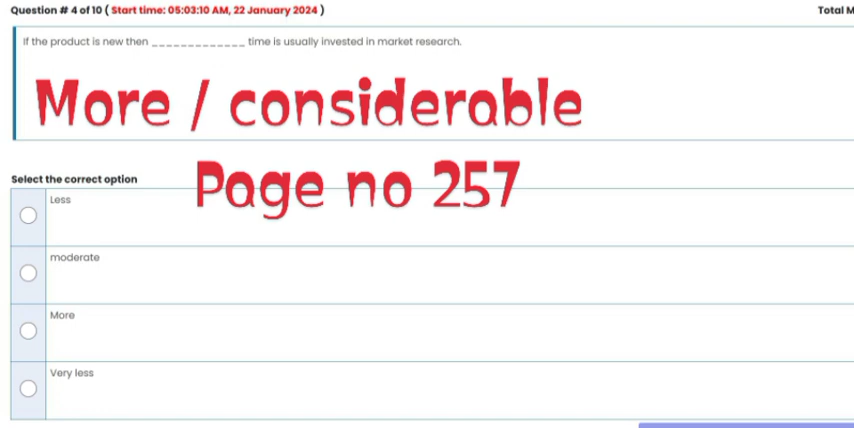 Question # 4 of 10 ( Start time: 05:03:10 AM, 22 January 2024 ) Total M
If the product is new then _____________ time is usually invested in market research.
More / considerable
Page no 257
Select the correct option
Less
moderate
More
Very less